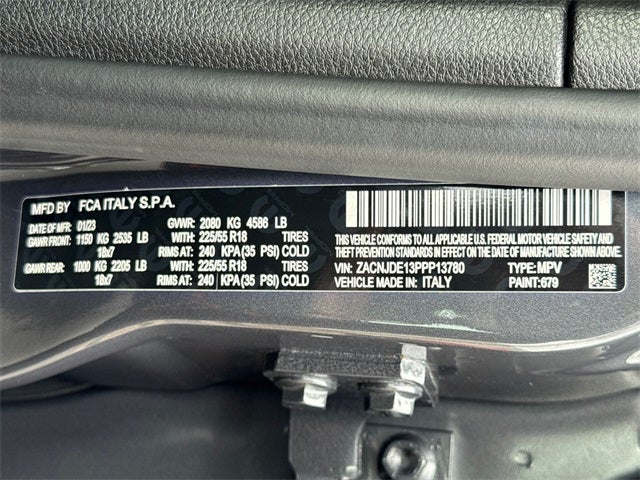 MFD BY FCA ITALY S.P.A.
DATE OF MFR: 01/23 GVWR: 2080 KG 4586 LB
GAWR FRONT: 1150 KG 2535 LB WITH: 225/55 R18 TIRES
18x7 RIMS AT: 240 KPA (35 PSI) COLD
GAWR REAR: 1000 KG 2205 LB WITH: 225/55 R18 TIRES
18x7 RIMS AT: 240 KPA (35 PSI) COLD
THIS VEHICLE CONFORMS TO ALL APPLICABLE U.S. FEDERAL MOTOR VEHICLE SAFETY AND
THEFT PREVENTION STANDARDS IN EFFECT ON THE DATE OF MANUFACTURE SHOWN ABOVE.
VIN: ZACNJDE13PPP13780 TYPE: MPV
VEHICLE MADE IN: ITALY PAINT: 679